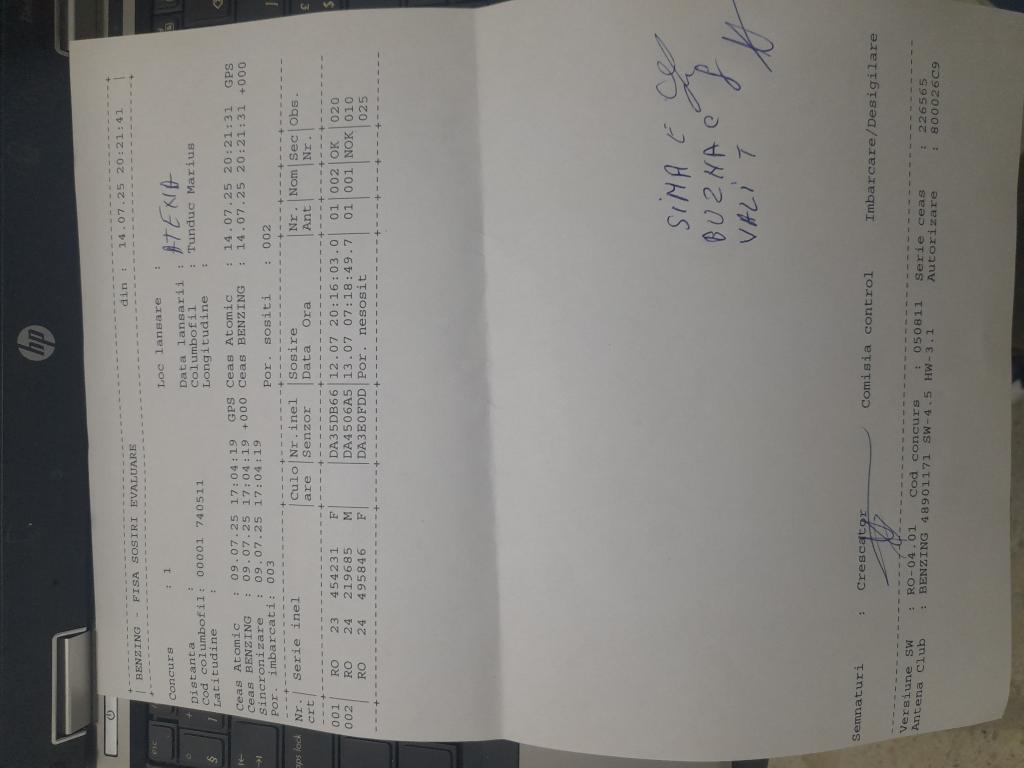 hp
+---------------------------------------------------------------+
| BENZING - FISA SOSIRI EVALUARE din : 14.07.25 20:21:41 |
+---------------------------------------------------------------+
Concurs : 1 Loc lansare : ATENA
Distanta : Data lansarii :
Cod columbofil: 00001 740511 Columbofil : Tunduc Marius
Latitudine : Longitudine :
Ceas Atomic : 09.07.25 17:04:19 GPS Ceas Atomic : 14.07.25 20:21:31 GPS
Ceas BENZING : 09.07.25 17:04:19 +000 Ceas BENZING : 14.07.25 20:21:31 +000
Sincronizare : 09.07.25 17:04:19
Por. imbarcati: 003 Por. sositi : 002
Nr.| Serie inel |Culo|Nr.inel |Sosire |Nr.|Nom|Sec|Obs.
crt| |are |Senzor |Data Ora |Ant| |Nr.|
001 | RO 23 454231 F| |DA35DB66|12.07 20:16:03.0| 01|002|OK |020
002 | RO 24 219685 M| |DA4506A5|13.07 07:18:49.7| 01|001|NOK|010
| RO 24 495846 F |DA3E0FDD|Por. nesosit |025
SIMA C
BUZMA C
VALI T
Semnaturi : Crescator Comisia control Imbarcare/Desigilare
Versiune SW : RO-04.01 Cod concurs : 050811 Serie ceas : 226565
Antena Club : BENZING 48901171 SW-4.5 HW-3.1 Autorizare : 800026C9